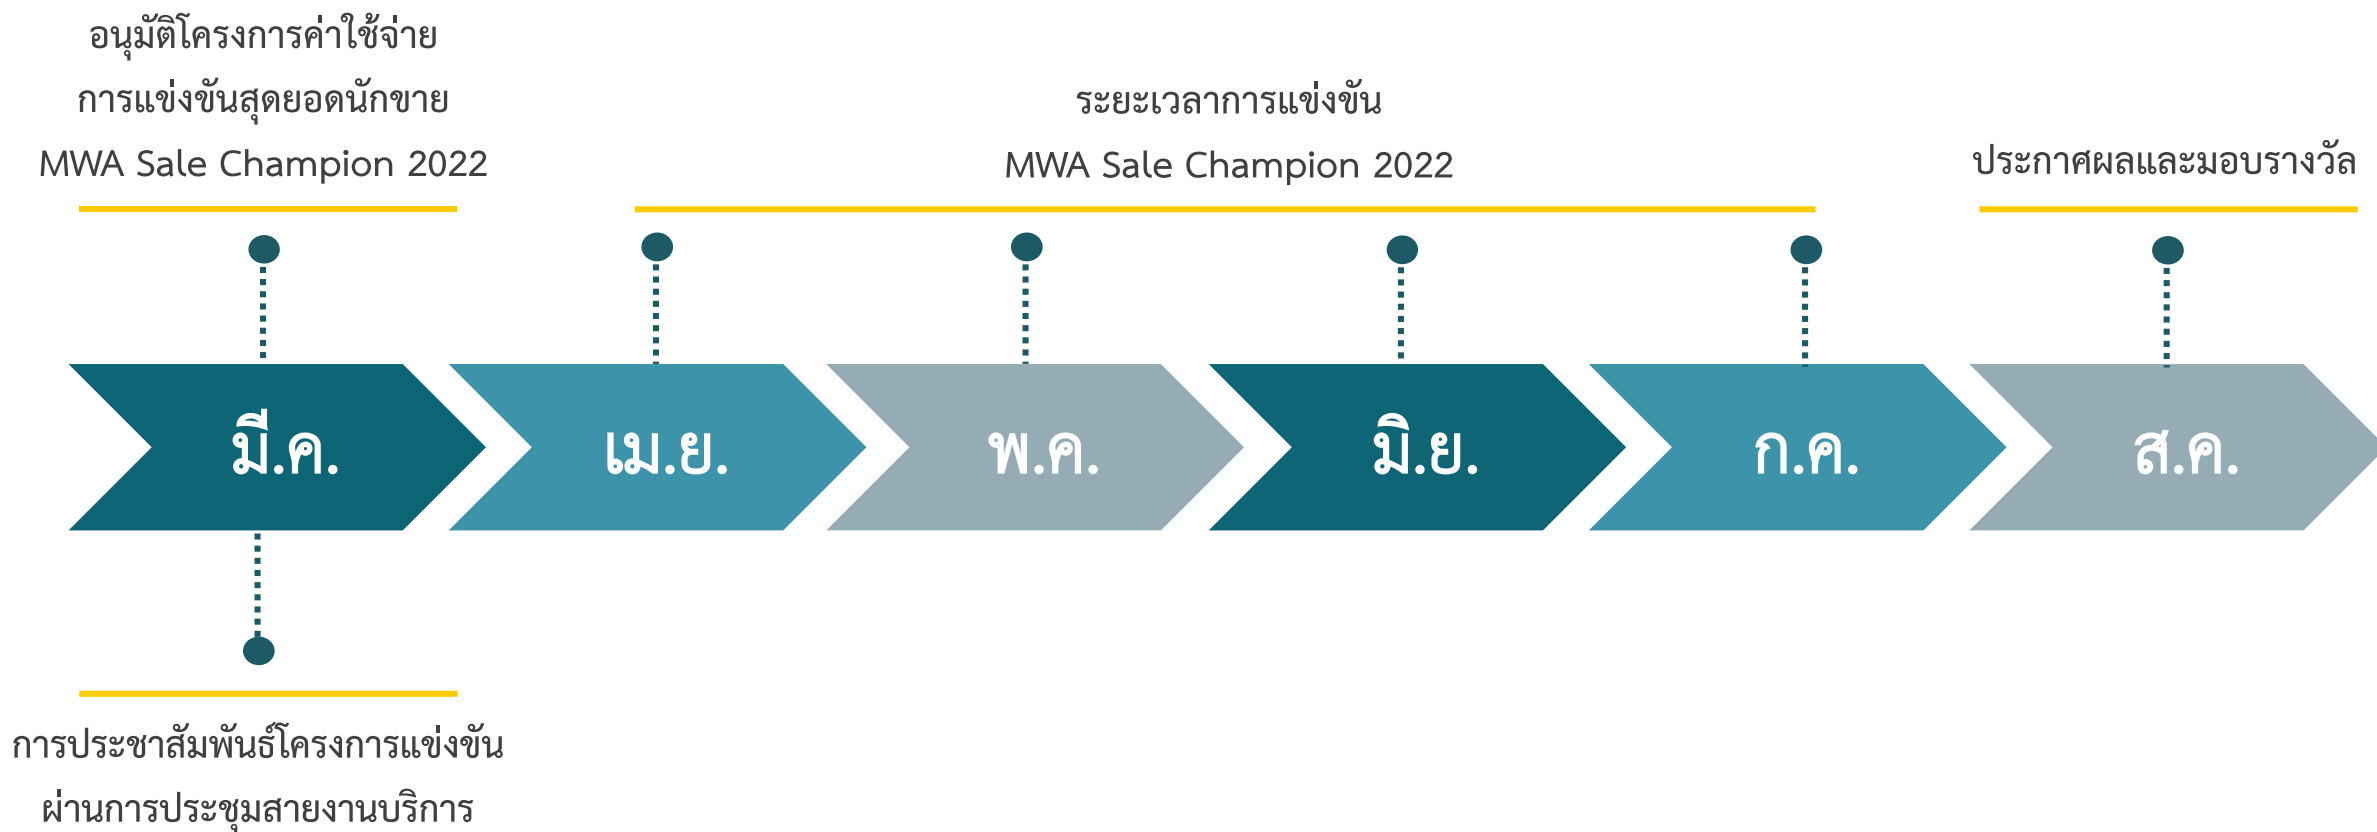 อนุมัติโครงการค่าใช้จ่าย
การแข่งขันสุดยอดนักขาย
MWA Sale Champion 2022
ระยะเวลาการแข่งขัน
MWA Sale Champion 2022
ประกาศผลและมอบรางวัล
มี.ค.
เม.ย.
พ.ค.
มิ.ย.
ก.ค.
ส.ค.
การประชาสัมพันธ์โครงการแข่งขัน
ผ่านการประชุมสายงานบริการ